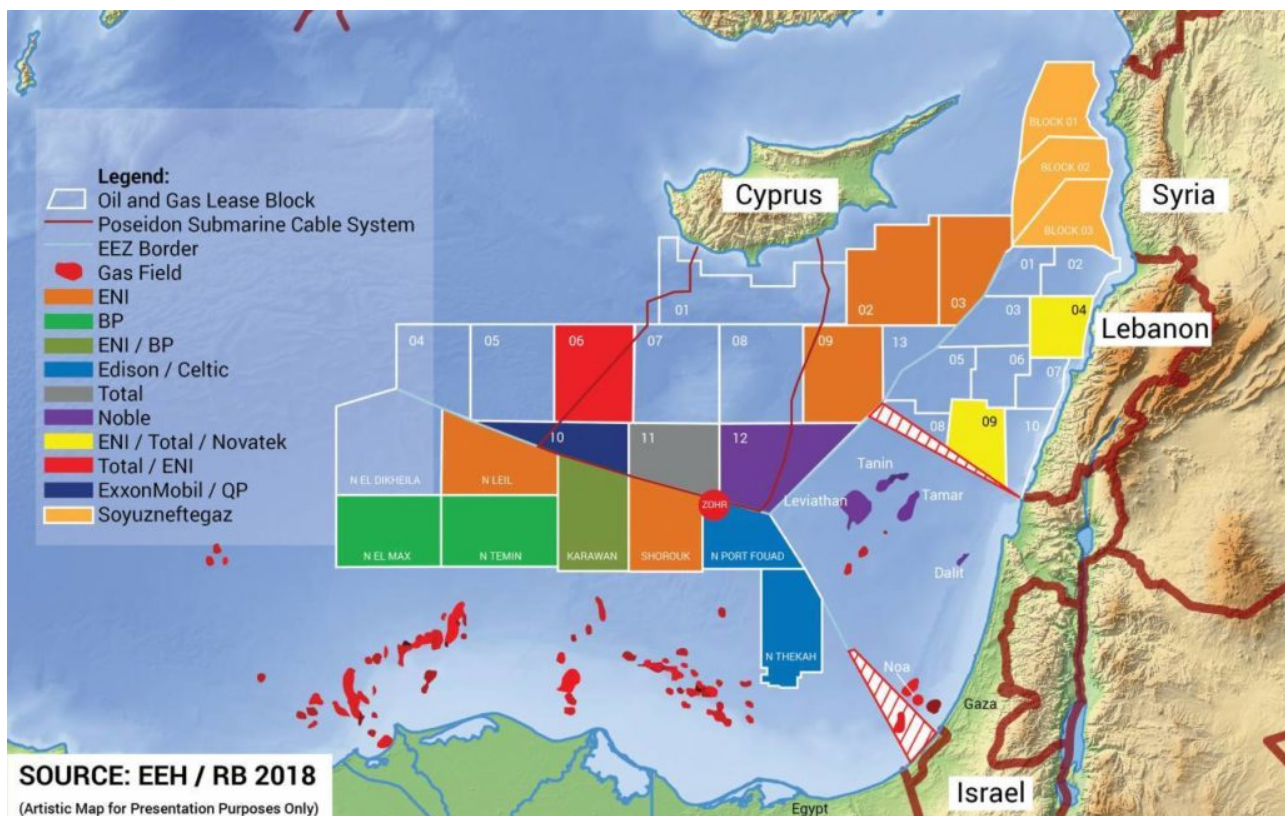 Legend:
Oil and Gas Lease Block
Poseidon Submarine Cable System
EEZ Border
Gas Field
ENI
BP
ENI / BP
Edison / Celtic
Total
Noble
ENI / Total / Novatek
Total / ENI
ExxonMobil / QP
Soyuzneftegaz
BLOCK 01
BLOCK 02
BLOCK 03
Cyprus
Syria
Lebanon
01
02
03
01
02
03
04
04
05
06
07
08
09
13
05
06
07
08
09
10
10
11
12
N EL DIKHEILA
N LEIL
ZOHR
N EL MAX
N TEMIN
KARAWAN
SHOROUK
N PORT FOUAD
N THEKAH
Tanin
Leviathan
Tamar
Dalit
Noa
Gaza
Israel
Egypt
SOURCE: EEH / RB 2018
(Artistic Map for Presentation Purposes Only)